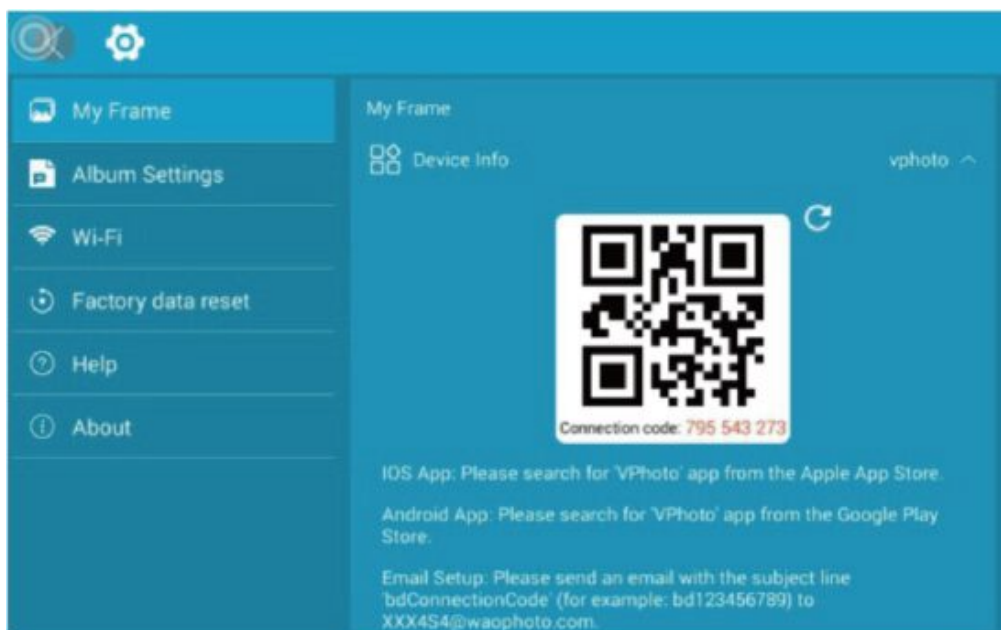 My Frame
Album Settings
Wi-Fi
Factory data reset
Help
About
My Frame
Device Info
vphoto
Connection code: 795 543 273
IOS App: Please search for 'VPhoto' app from the Apple App Store.
Android App: Please search for 'VPhoto' app from the Google Play
Store.
Email Setup: Please send an email with the subject line
'bdConnectionCode' (for example: bd123456789) to
XXX4S4@waophoto.com.